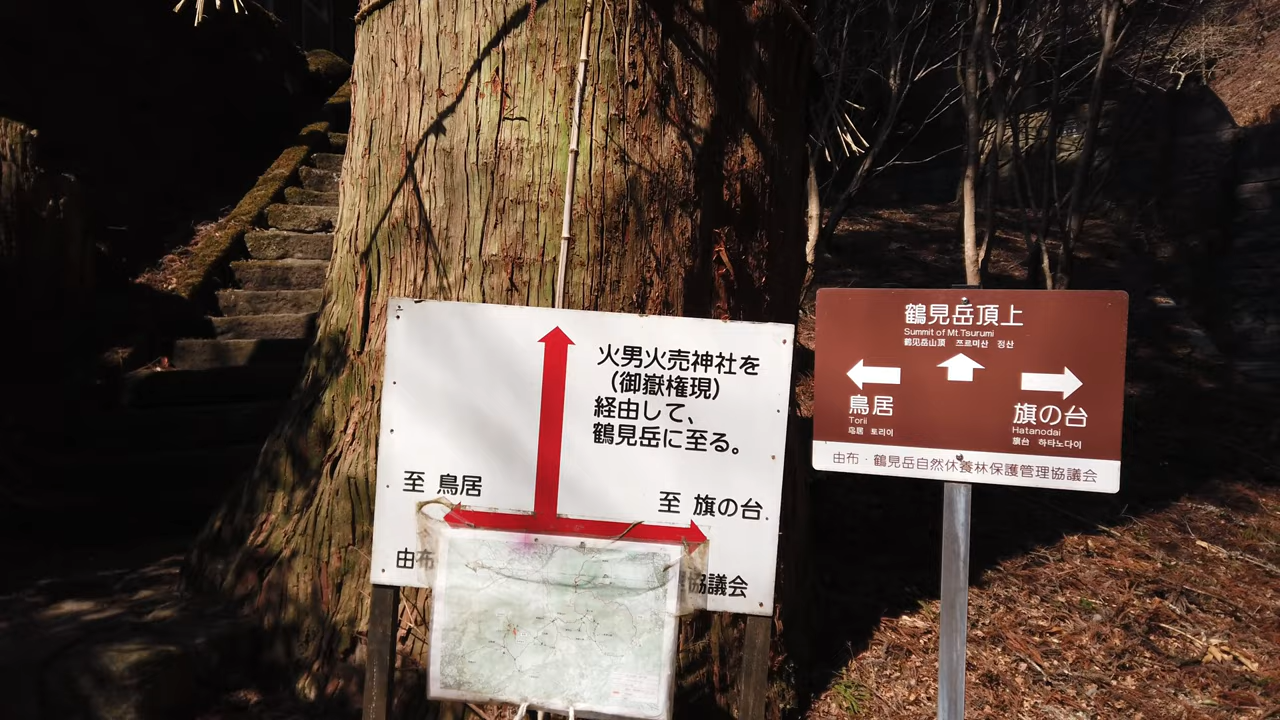 火男火売神社を
(御嶽権現)
経由して、
鶴見岳に至る。
至 鳥居
至 旗の台
由布
協議会
鶴見岳頂上
Summit of Mt.Tsurumi
鹤见岳山顶 쯔르미산 정산
鳥居
Torii
鸟居 토리이
旗の台
Hatanodai
旗台 하타노다이
由布・鶴見岳自然休養林保護管理協議会